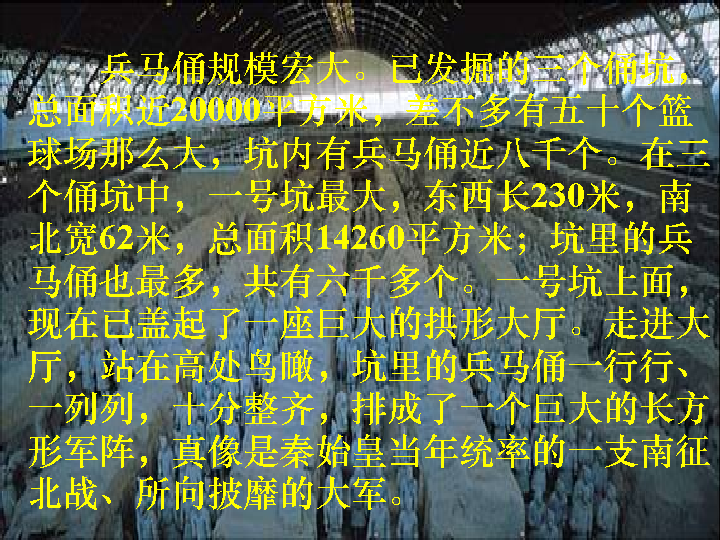 兵马俑规模宏大。已发掘的三个俑坑，
总面积近20000平方米，差不多有五十个篮
球场那么大，坑内有兵马俑近八千个。在三
个俑坑中，一号坑最大，东西长230米，南
北宽62米，总面积14260平方米；坑里的兵
马俑也最多，共有六千多个。一号坑上面，
现在已盖起了一座巨大的拱形大厅。走进大
厅，站在高处鸟瞰，坑里的兵马俑一行行、
一列列，十分整齐，排成了一个巨大的长方
形军阵，真像是秦始皇当年统率的一支南征
北战、所向披靡的大军。